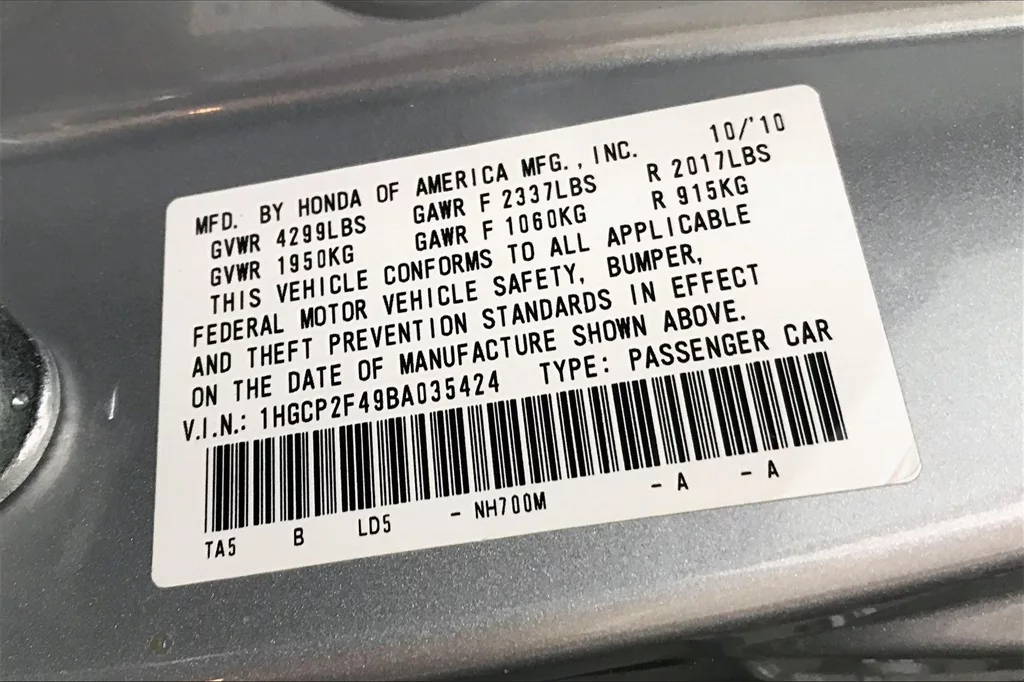 10/'10
MFD. BY HONDA OF AMERICA MFG., INC.
GVWR 4299LBS GAWR F 2337LBS R 2017LBS
GVWR 1950KG GAWR F 1060KG R 915KG
THIS VEHICLE CONFORMS TO ALL APPLICABLE
FEDERAL MOTOR VEHICLE SAFETY, BUMPER,
AND THEFT PREVENTION STANDARDS IN EFFECT
ON THE DATE OF MANUFACTURE SHOWN ABOVE.
V.I.N.: 1HGCP2F49BA035424 TYPE: PASSENGER CAR
TA5 B LD5 - NH700M - A - A